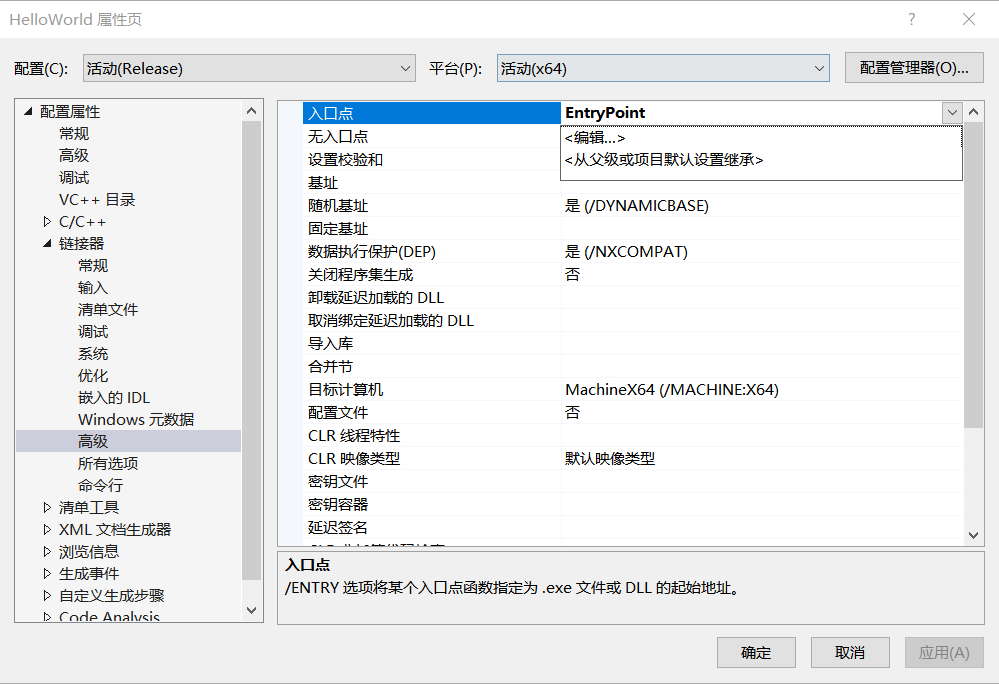 HelloWorld 属性页
?
配置(C):
活动(Release)
平台(P):
活动(x64)
配置管理器(O)...
配置属性
常规
高级
调试
VC++ 目录
C/C++
链接器
常规
输入
清单文件
调试
系统
优化
嵌入的 IDL
Windows 元数据
高级
所有选项
命令行
清单工具
XML 文档生成器
浏览信息
生成事件
自定义生成步骤
Code Analysis
入口点 EntryPoint
无入口点 <编辑...>
设置校验和 <从父级或项目默认设置继承>
基址
随机基址 是 (/DYNAMICBASE)
固定基址
数据执行保护(DEP) 是 (/NXCOMPAT)
关闭程序集生成 否
卸载延迟加载的 DLL
取消绑定延迟加载的 DLL
导入库
合并节
目标计算机 MachineX64 (/MACHINE:X64)
配置文件 否
CLR 线程特性
CLR 映像类型 默认映像类型
密钥文件
密钥容器
延迟签名
入口点
/ENTRY 选项将某个入口点函数指定为 .exe 文件或 DLL 的起始地址。
确定
取消
应用(A)